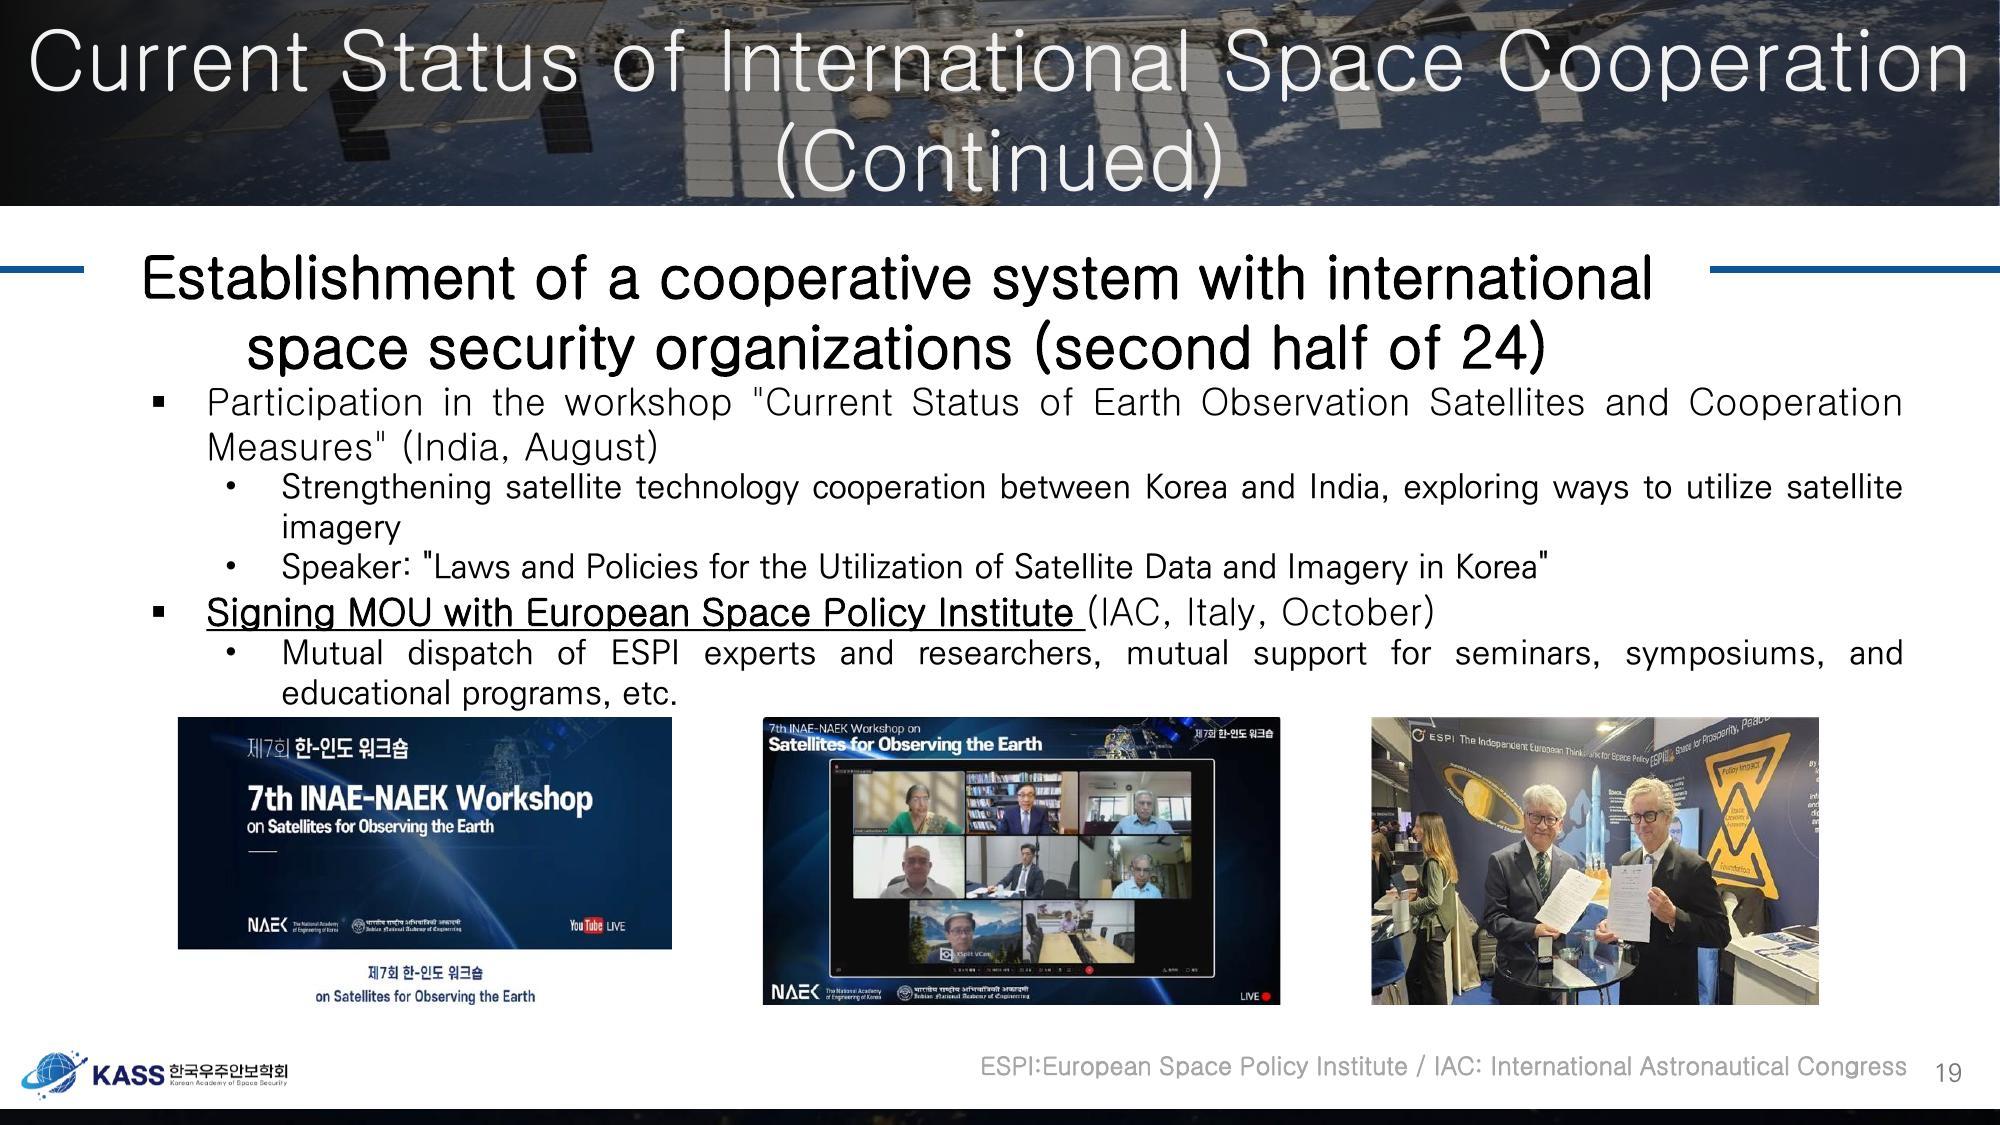 Current Status of International Space Cooperation
(Continued)
Establishment of a cooperative system with international
space security organizations (second half of 24)
▪ Participation in the workshop "Current Status of Earth Observation Satellites and Cooperation
Measures" (India, August)
• Strengthening satellite technology cooperation between Korea and India, exploring ways to utilize satellite
imagery
• Speaker: "Laws and Policies for the Utilization of Satellite Data and Imagery in Korea"
▪ Signing MOU with European Space Policy Institute (IAC, Italy, October)
• Mutual dispatch of ESPI experts and researchers, mutual support for seminars, symposiums, and
educational programs, etc.
제7회 한-인도 워크숍
7th INAE-NAEK Workshop
on Satellites for Observing the Earth
NAEK The National Academy
of Engineering of Korea
भारतीय राष्ट्रीय अभियांत्रिकी अकादमी
Indian National Academy of Engineering
YouTube LIVE
제7회 한-인도 워크숍
on Satellites for Observing the Earth
7th INAE-NAEK Workshop on
Satellites for Observing the Earth
제7회 한-인도 워크숍
XSplit VCam
NAEK The National Academy
of Engineering of Korea
भारतीय राष्ट्रीय अभियांत्रिकी अकादमी
Indian National Academy of Engineering
LIVE
ESPI The Independent European Think for Space Policy
ESPI
Space for Prosperity, Peace
Policy Impact
Foundation
KASS 한국우주안보학회
Korean Academy of Space Security
ESPI:European Space Policy Institute / IAC: International Astronautical Congress
19